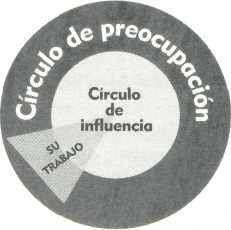 Círculo de preocupación
Círculo
de
influencia
SU
TRABAJO